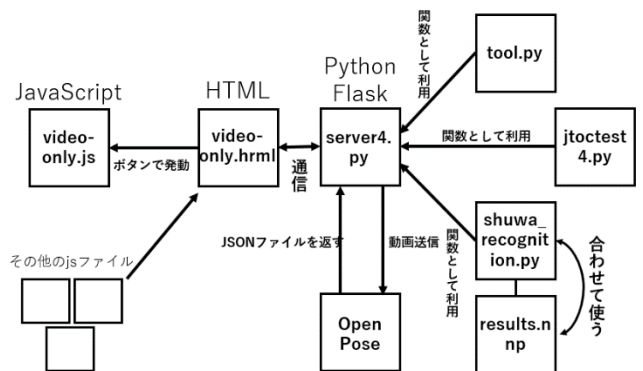 関数として利用
tool.py
Python
Flask
HTML
JavaScript
video-
only.js
ボタンで発動
video-
only.hrml
通信
server4.
py
関数として利用
jtoctest
4.py
JSONファイルを返す
動画送信
関数として利用
shuwa_
recognit
ion.py
合わせて使う
その他のjsファイル
Open
Pose
results.n
np